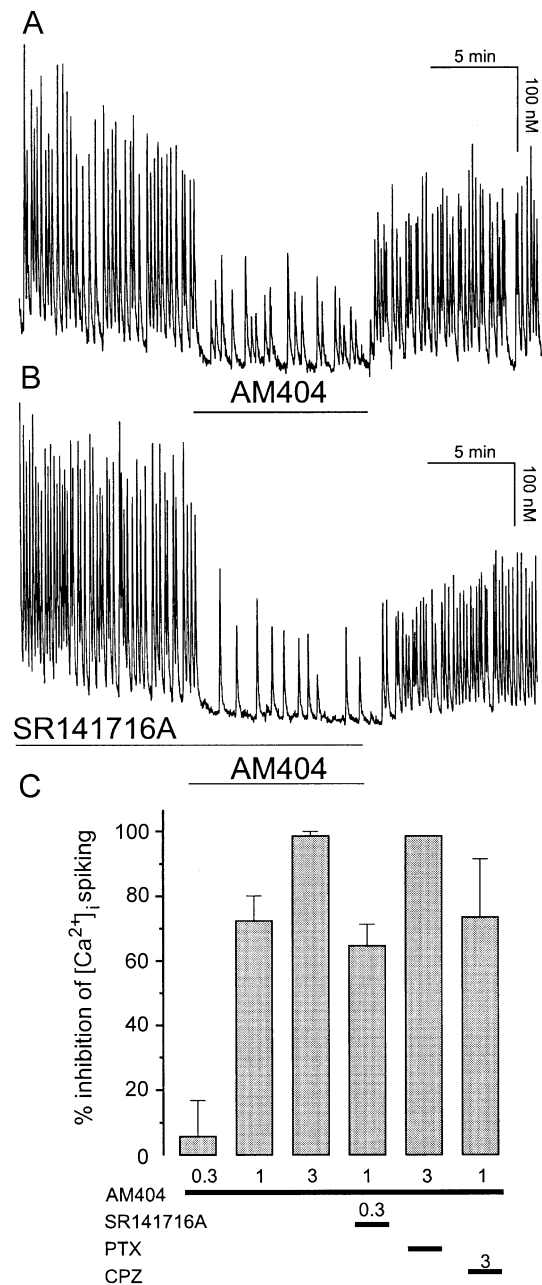 A
5 min
100 nM
AM404
B
5 min
100 nM
SR141716A
AM404
C
% inhibition of [Ca2+]i spiking
100
80
60
40
20
0
0.3 1 3 1 3 1
AM404
SR141716A 0.3
PTX
CPZ 3